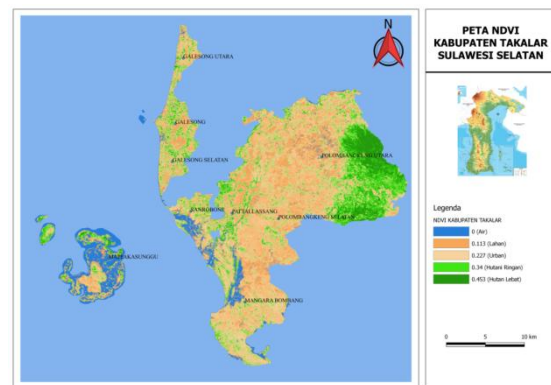 PETA NDVI
KABUPATEN TAKALAR
SULAWESI SELATAN
N
GALESONG UTARA
GALESONG
GALESONG SELATAN
POLOMBANGKENG UTARA
SANROBONE
PATTALLASSANG
POLOMBANGKENG SELATAN
MAPPAKASUNGGU
MANGARA BOMBANG
Legenda
NDVI KABUPATEN TAKALAR
0 (Air)
0.113 (Lahan)
0.227 (Urban)
0.34 (Hutan Ringan)
0.453 (Hutan Lebat)
0 5 10 km